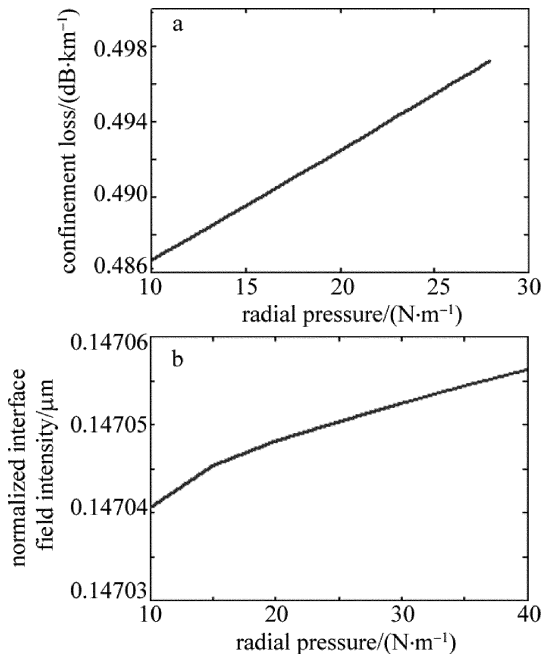 a
0.498
0.494
0.490
0.486
confinement loss/(dB·km⁻¹)
10 15 20 25 30
radial pressure/(N·m⁻¹)
b
0.14706
0.14705
0.14704
0.14703
normalized interface
field intensity/μm
10 20 30 40
radial pressure/(N·m⁻¹)